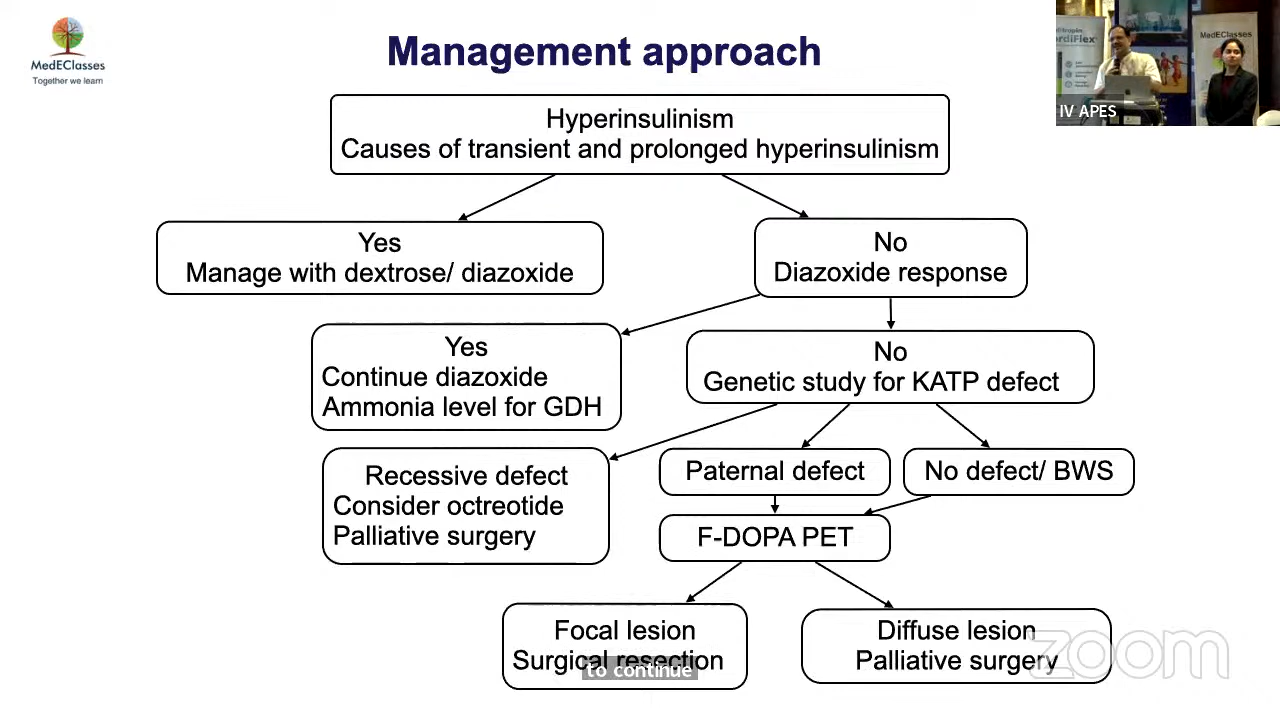 MedEClasses
Together we learn
Management approach
MedEClasses
IV APES
Hyperinsulinism
Causes of transient and prolonged hyperinsulinism
Yes
Manage with dextrose/ diazoxide
No
Diazoxide response
Yes
Continue diazoxide
Ammonia level for GDH
No
Genetic study for KATP defect
Recessive defect
Consider octreotide
Palliative surgery
Paternal defect
No defect/ BWS
F-DOPA PET
Focal lesion
Surgical resection
Diffuse lesion
Palliative surgery
to continue
zoom